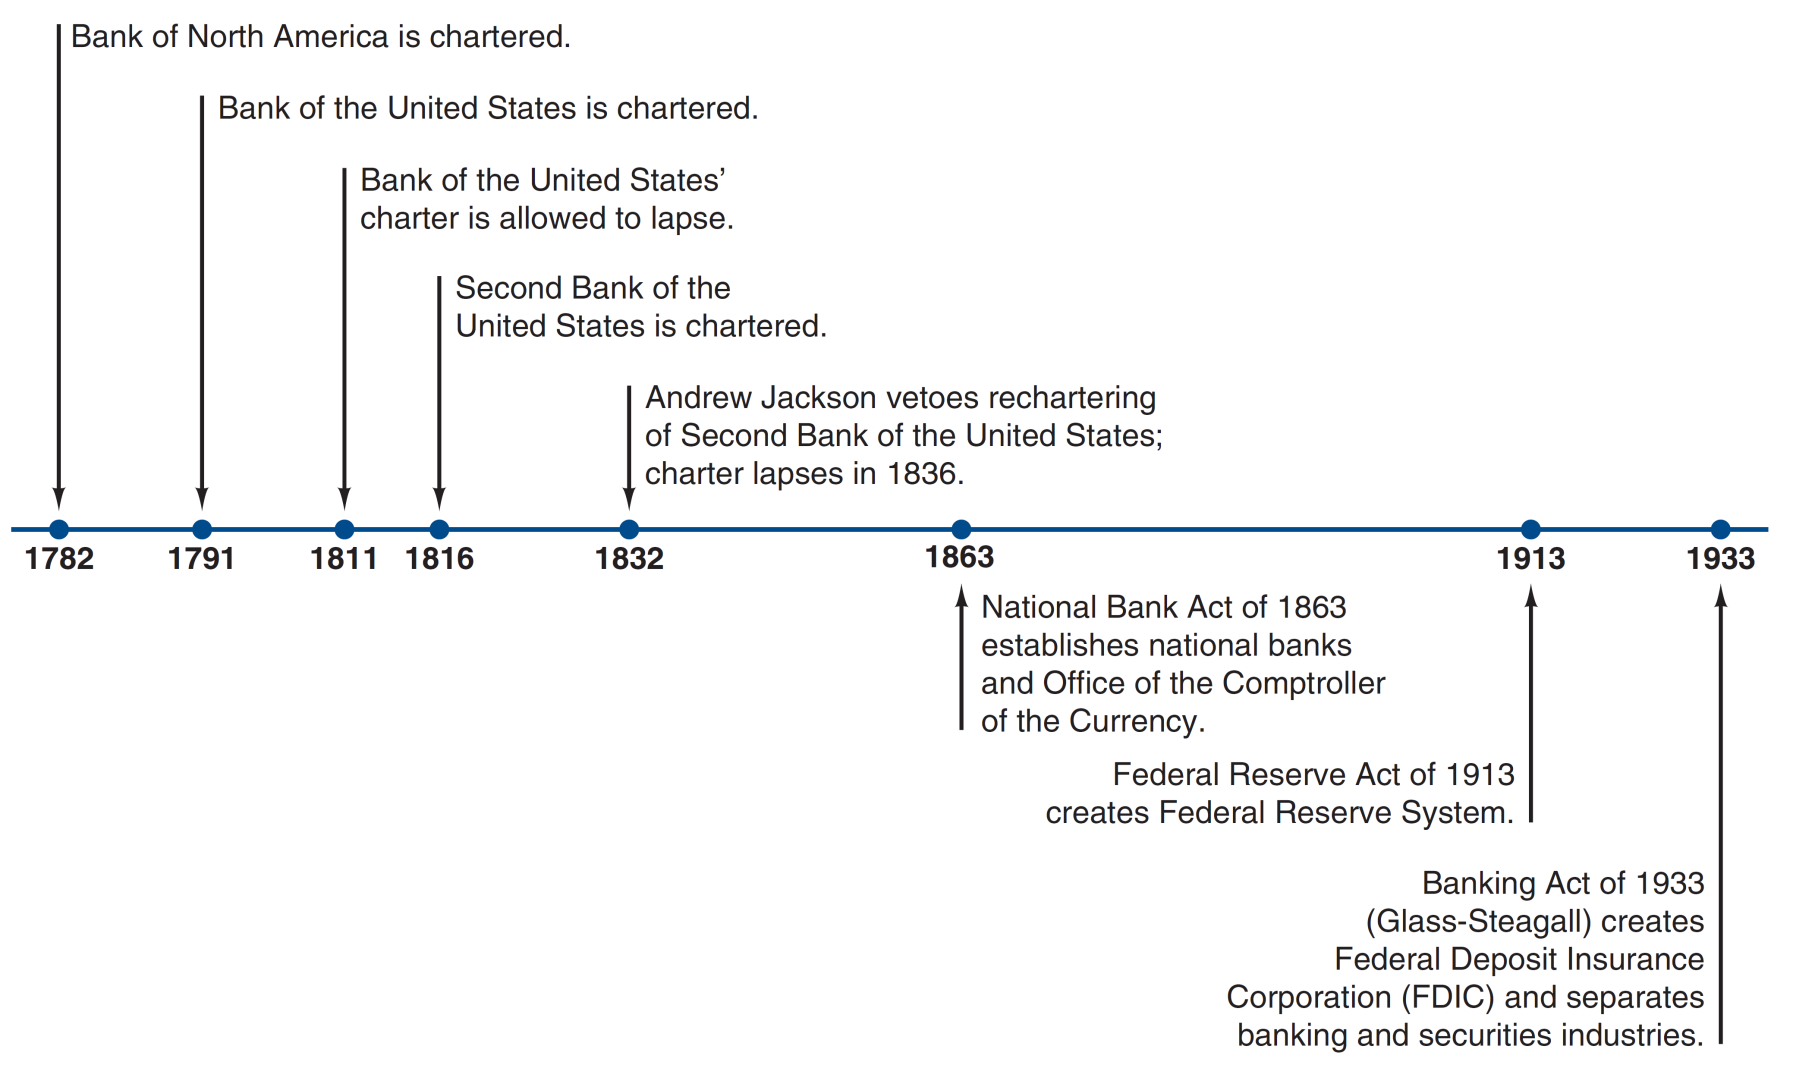 Bank of North America is chartered.
Bank of the United States is chartered.
Bank of the United States’
charter is allowed to lapse.
Second Bank of the
United States is chartered.
Andrew Jackson vetoes rechartering
of Second Bank of the United States;
charter lapses in 1836.
1782 1791 1811 1816 1832 1863 1913 1933
National Bank Act of 1863
establishes national banks
and Office of the Comptroller
of the Currency.
Federal Reserve Act of 1913
creates Federal Reserve System.
Banking Act of 1933
(Glass-Steagall) creates
Federal Deposit Insurance
Corporation (FDIC) and separates
banking and securities industries.